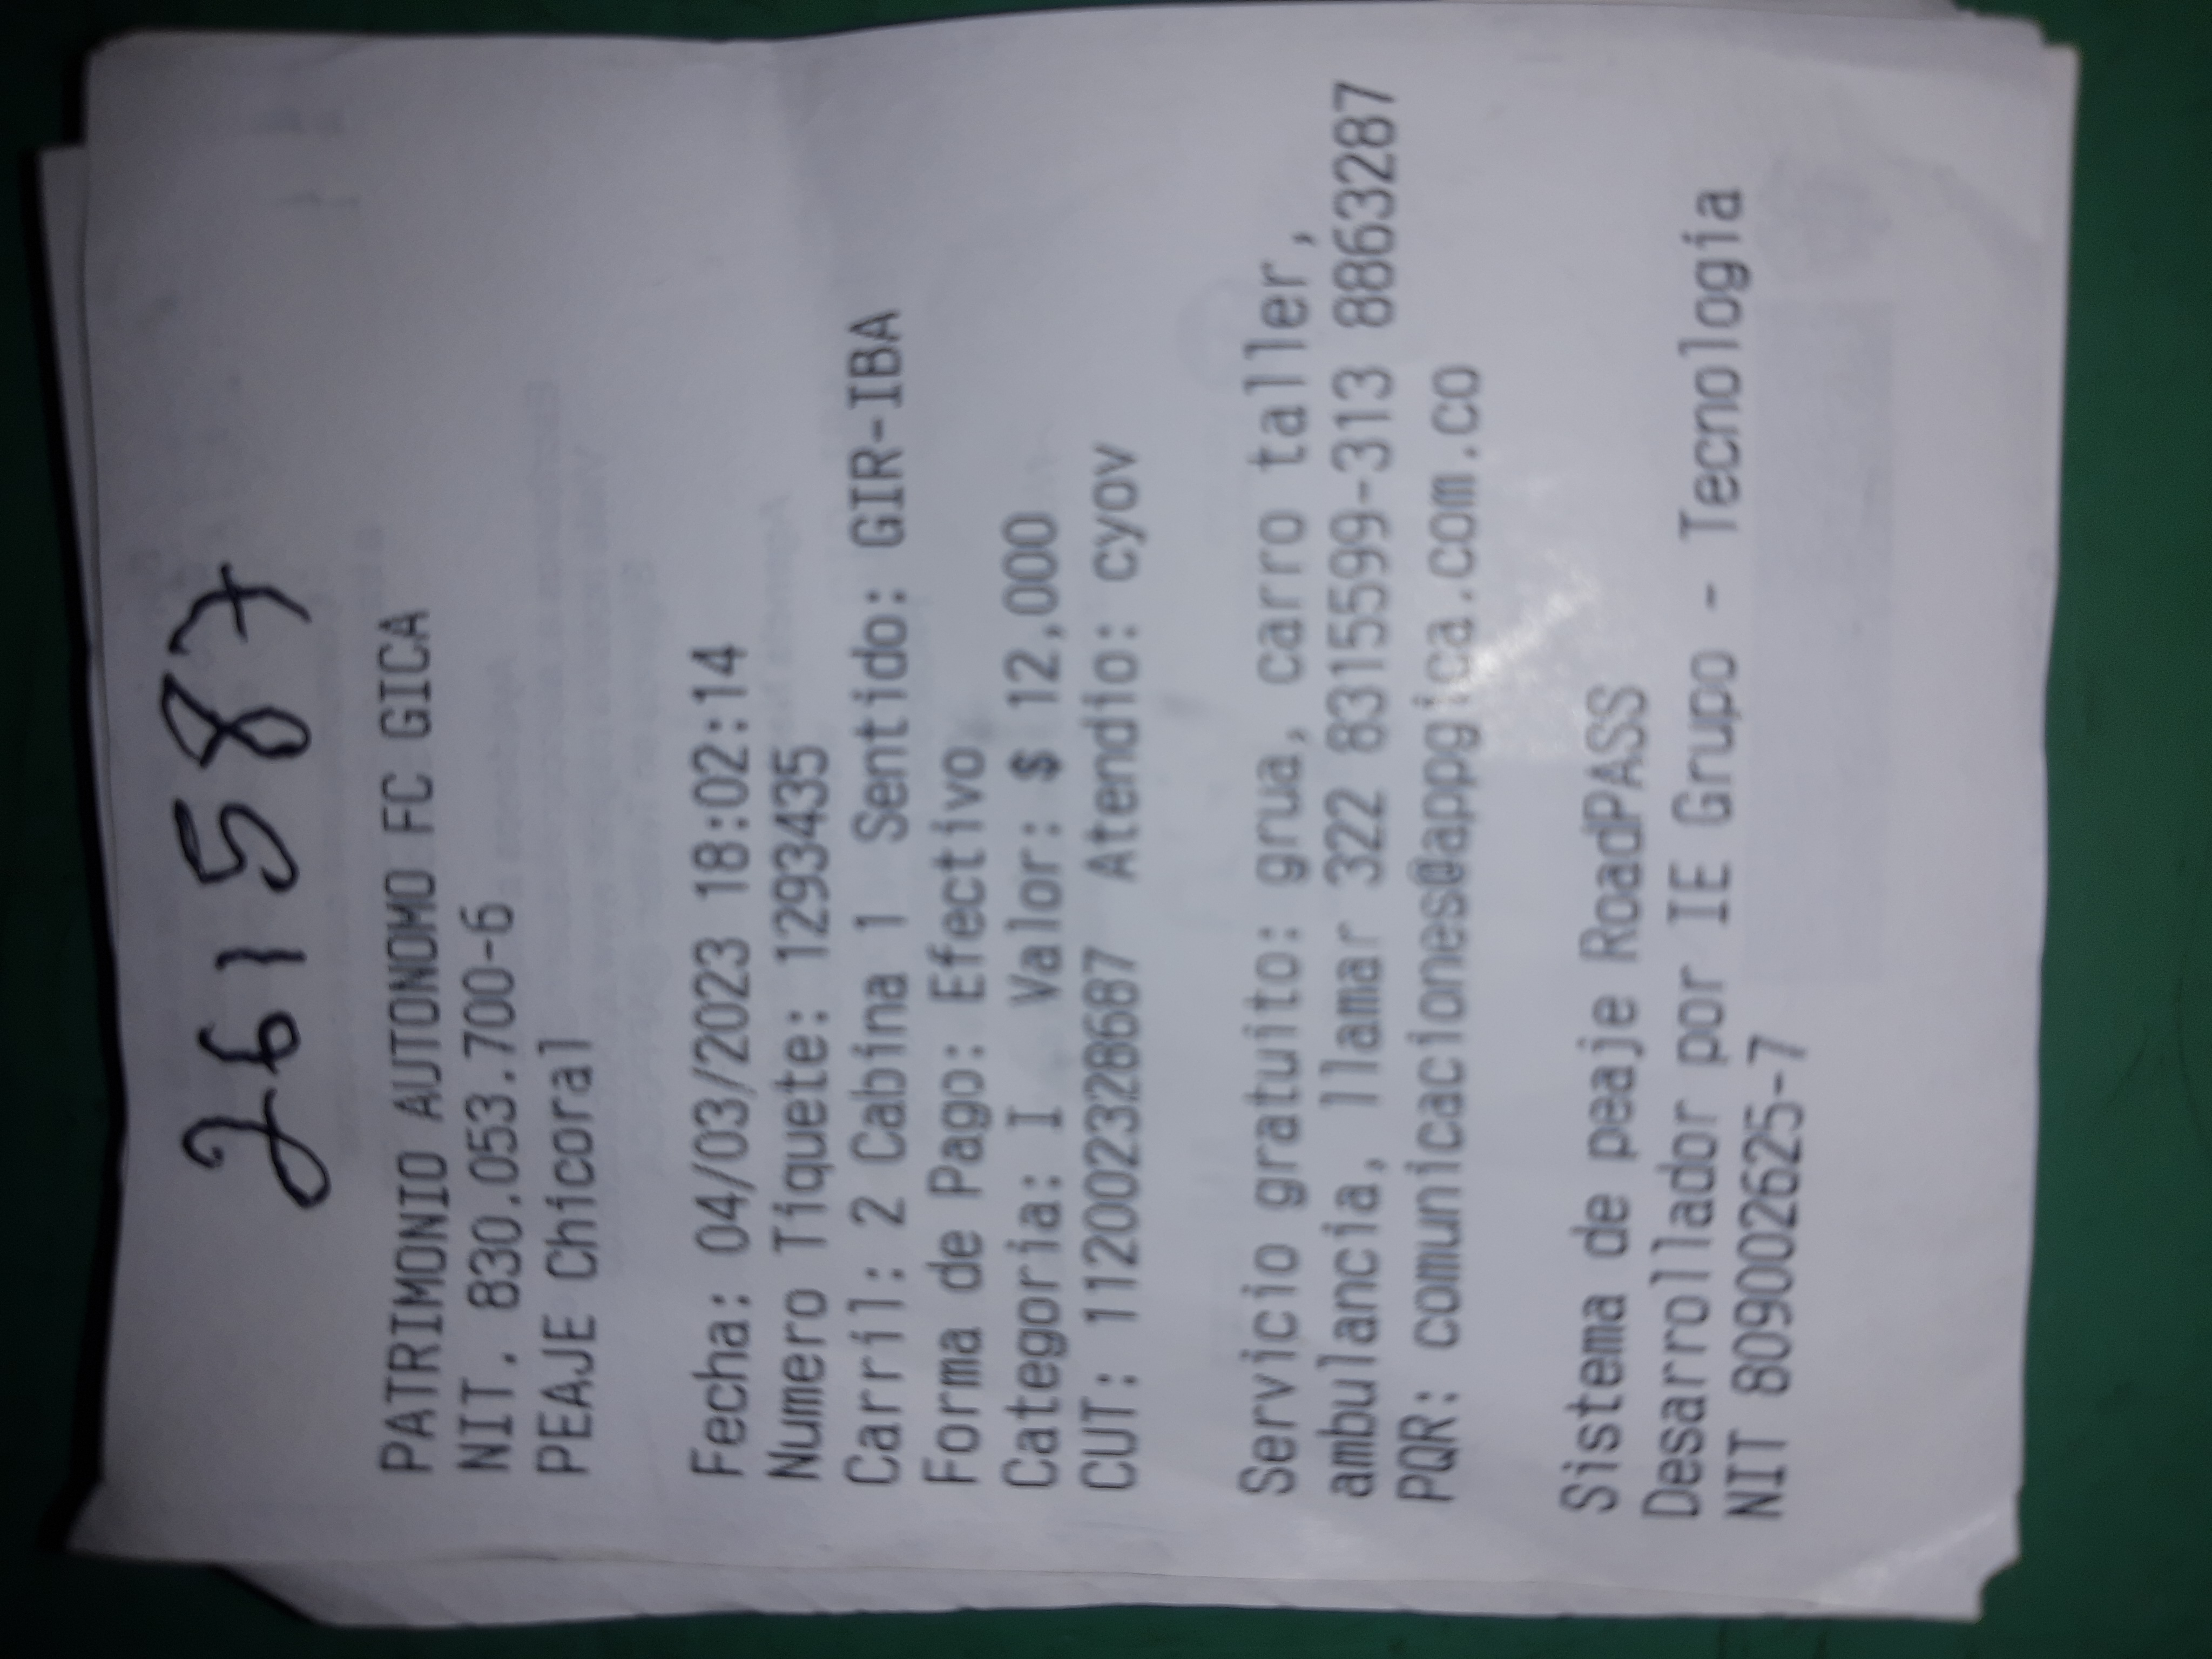 26157
PATRIMONIO AUTONOMO FC GICA
NIT. 830.053.700-6
PEAJE Chicoral
Fecha: 04/03/2023 18:02:14
Numero Tiquete: 1293435
Carril: 2 Cabina 1 Sentido: GIR-IBA
Forma de Pago: Efectivo
Categoria: I Valor: $ 12,000
CUT: 1120023328687 Atendio: cyov
Servicio gratuito: grua, carro taller,
ambulancia, llamar 322 8315599-313 8863287
PQR: comunicaciones@appgica.com.co
Sistema de peaje RoadPASS
Desarrollador por IE Grupo - Tecnologia
NIT 809002625-7